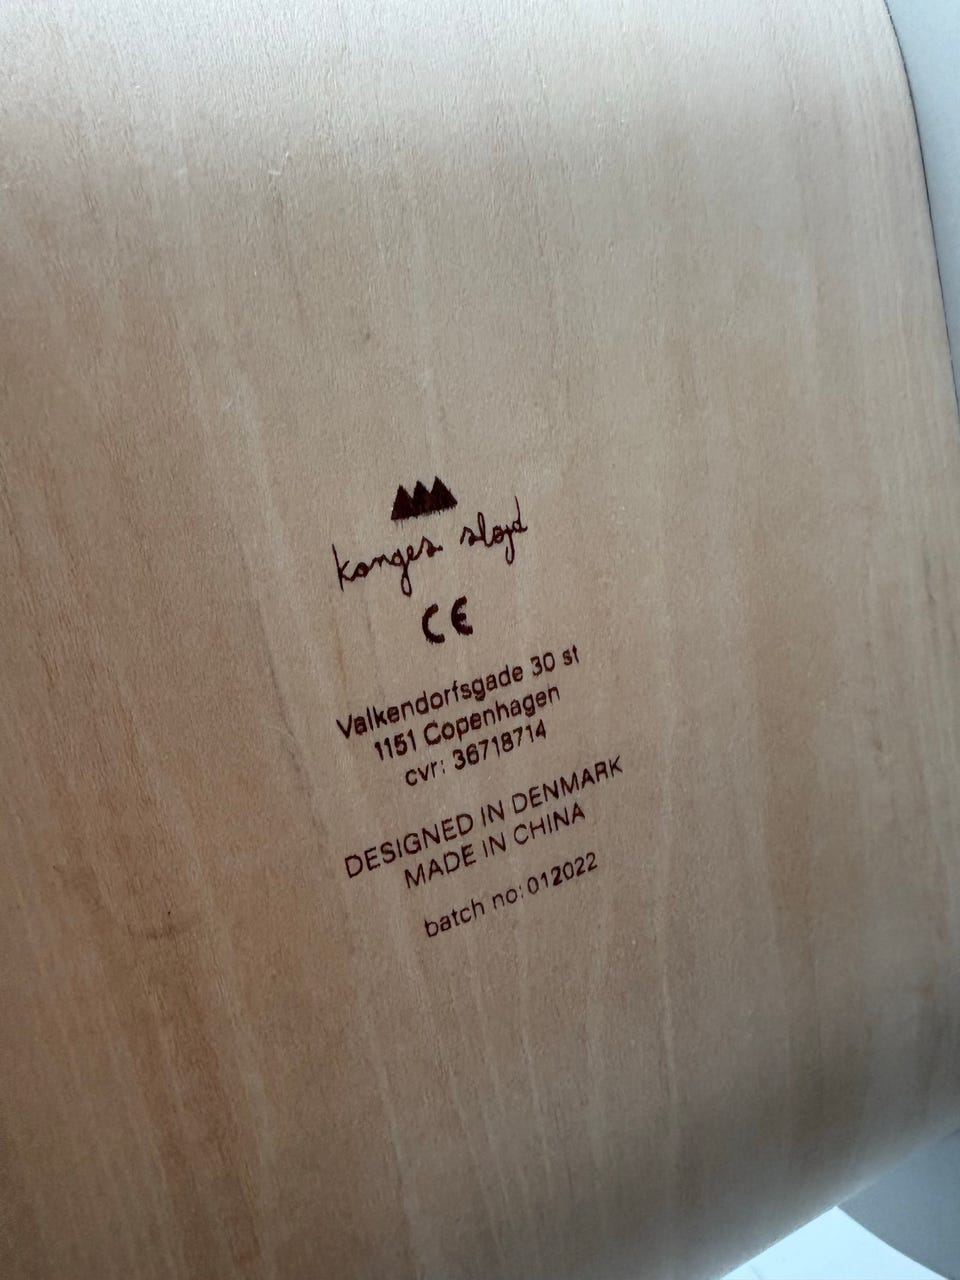 konges sløjd
CE
Valkendorfsgade 30 st
1151 Copenhagen
cvr: 36718714
DESIGNED IN DENMARK
MADE IN CHINA
batch no: 012022